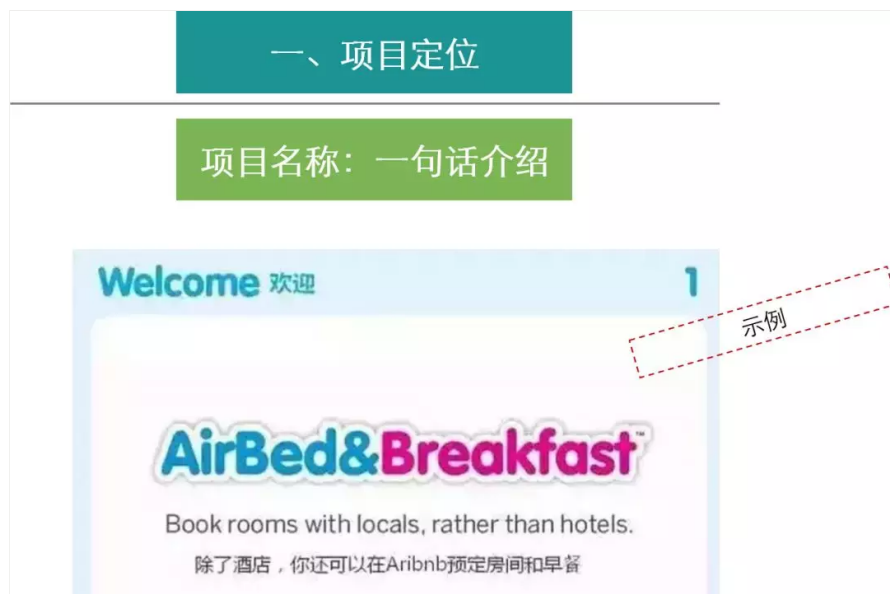 一、项目定位
项目名称：一句话介绍
Welcome 欢迎 1
示例
AirBed&Breakfast™
Book rooms with locals, rather than hotels.
除了酒店，你还可以在Aribnb预定房间和早餐